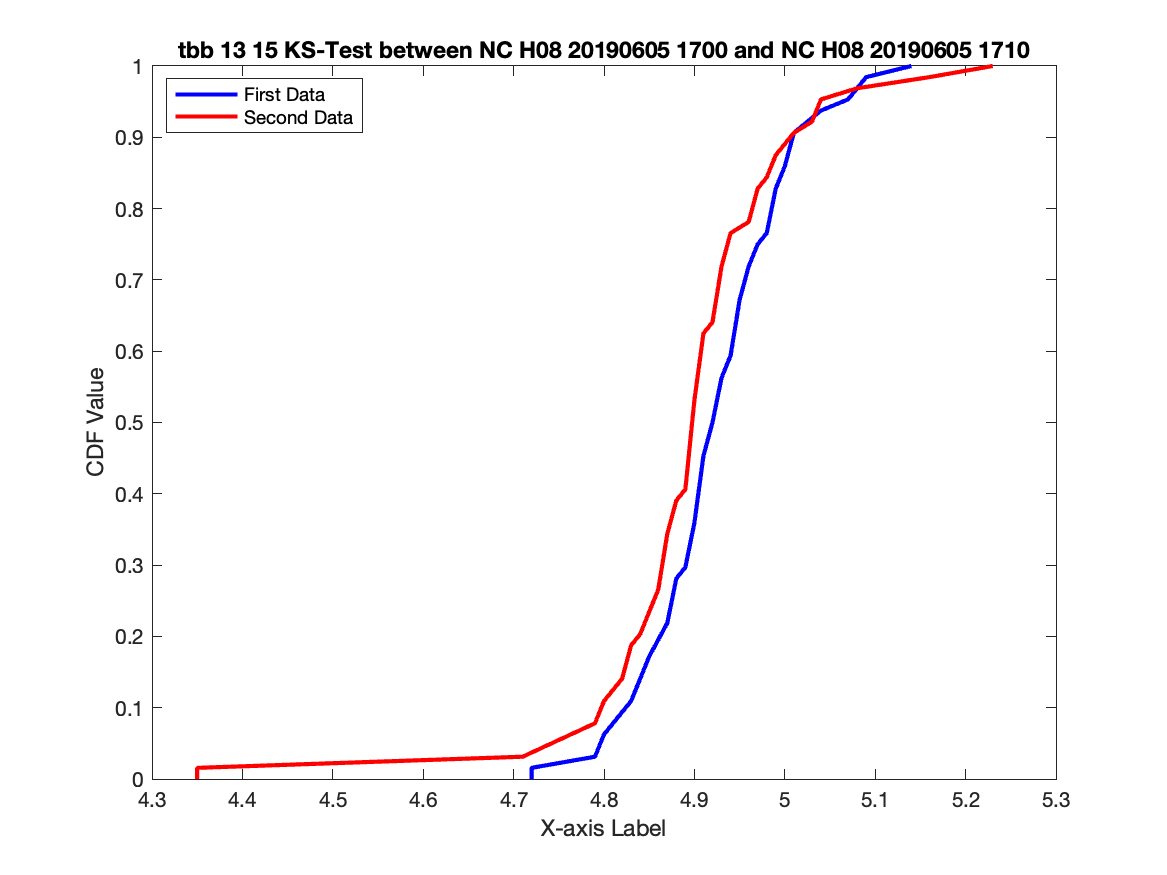 tbb 13 15 KS-Test between NC H08 20190605 1700 and NC H08 20190605 1710
First Data
Second Data
1
0.9
0.8
0.7
0.6
0.5
0.4
0.3
0.2
0.1
0
CDF Value
4.3 4.4 4.5 4.6 4.7 4.8 4.9 5 5.1 5.2 5.3
X-axis Label